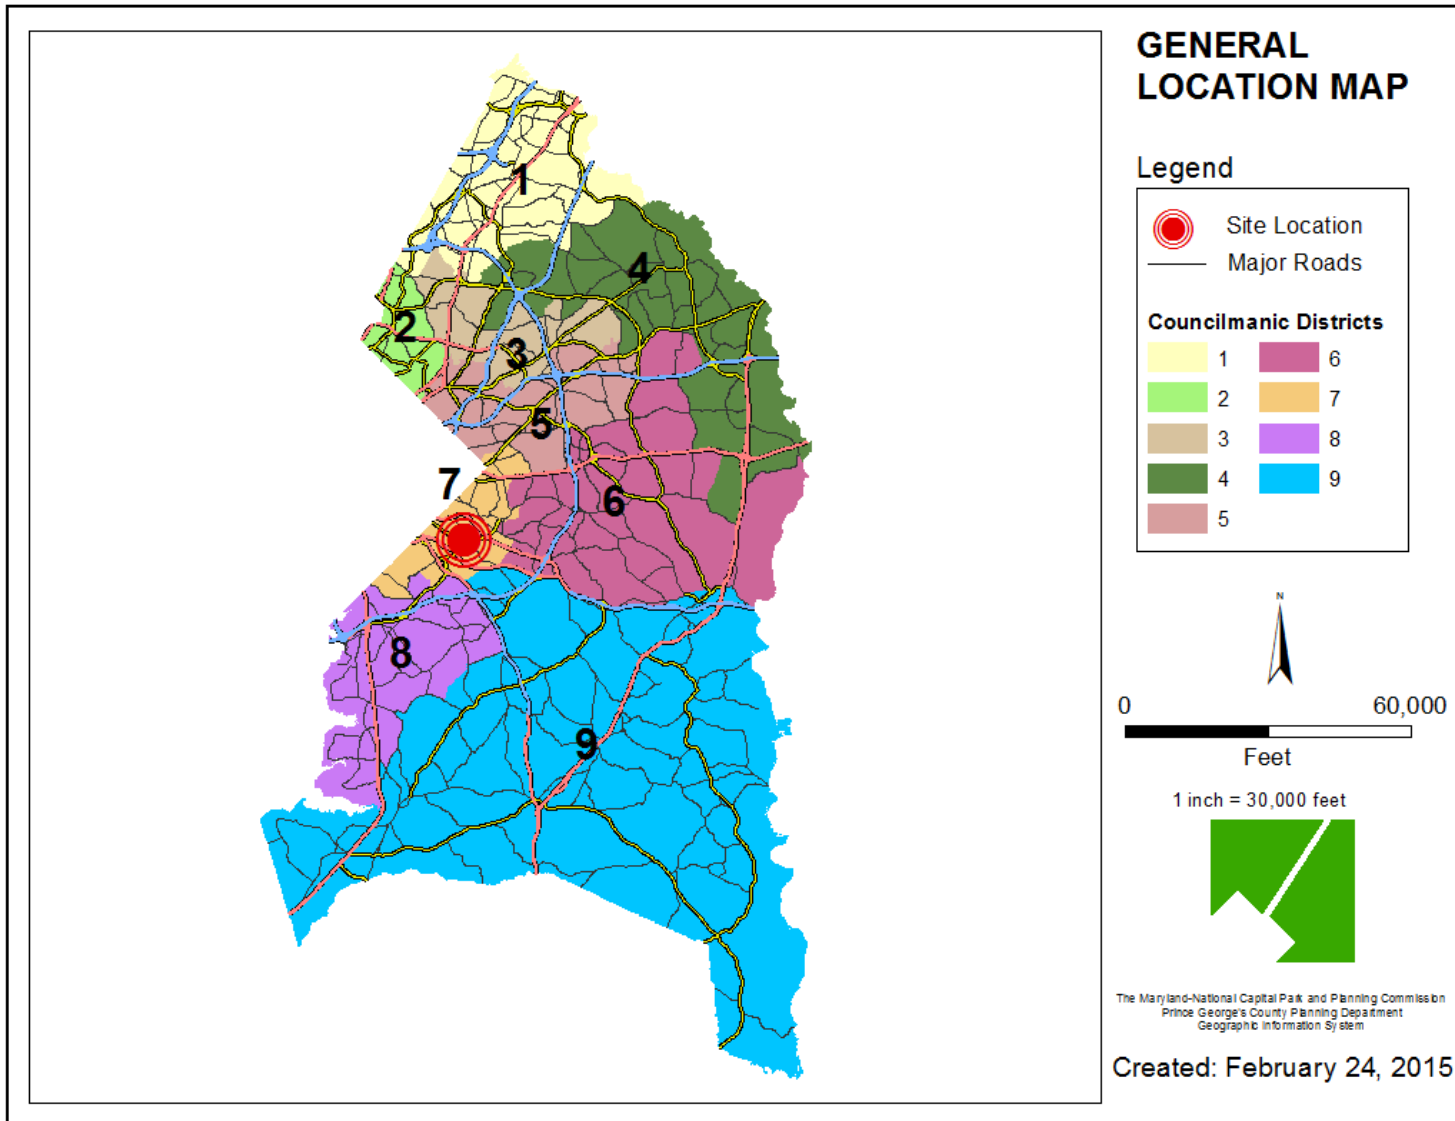 GENERAL
LOCATION MAP
Legend
Site Location
Major Roads
Councilmanic Districts
1 6
2 7
3 8
4 9
5
1
4
2
3
5
7
6
8
9
N
0 60,000
Feet
1 inch = 30,000 feet
The Maryland-National Capital Park and Planning Commission
Prince George's County Planning Department
Geographic Information System
Created: February 24, 2015